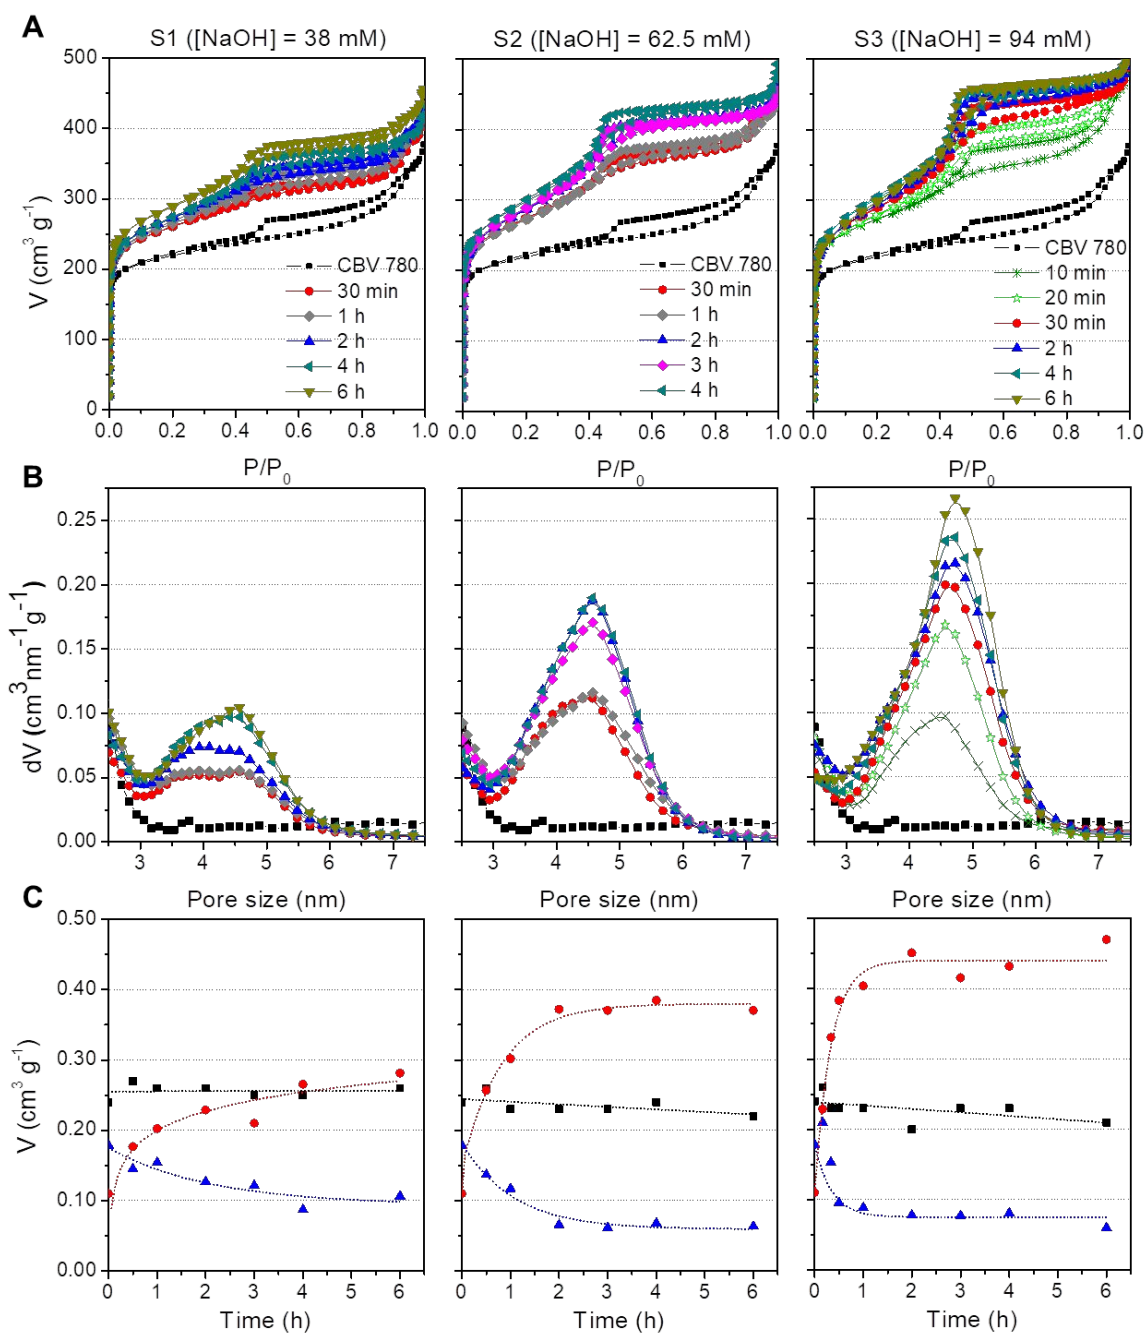 A
S1 ([NaOH] = 38 mM)
S2 ([NaOH] = 62.5 mM)
S3 ([NaOH] = 94 mM)
V (cm³ g⁻¹)
500
400
300
200
100
0
CBV 780
30 min
1 h
2 h
4 h
6 h
CBV 780
30 min
1 h
2 h
3 h
4 h
CBV 780
10 min
20 min
30 min
2 h
4 h
6 h
0.0 0.2 0.4 0.6 0.8 1.0
0.0 0.2 0.4 0.6 0.8 1.0
0.0 0.2 0.4 0.6 0.8 1.0
P/P₀
P/P₀
P/P₀
B
dV (cm³nm⁻¹g⁻¹)
0.25
0.20
0.15
0.10
0.05
0.00
3 4 5 6 7
3 4 5 6 7
3 4 5 6 7
Pore size (nm)
Pore size (nm)
Pore size (nm)
C
V (cm³ g⁻¹)
0.50
0.40
0.30
0.20
0.10
0.00
0 1 2 3 4 5 6
0 1 2 3 4 5 6
0 1 2 3 4 5 6
Time (h)
Time (h)
Time (h)